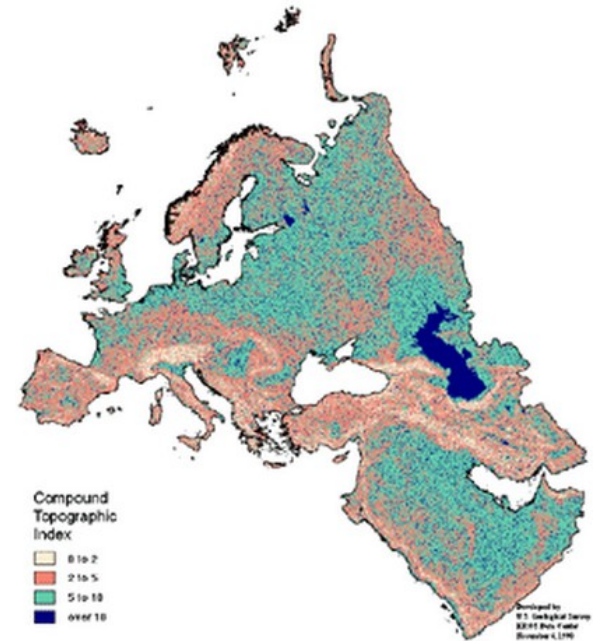 Compound
Topographic
Index
0 to 2
2 to 5
5 to 10
over 10
Developed by
U.S. Geological Survey
EROS Data Center